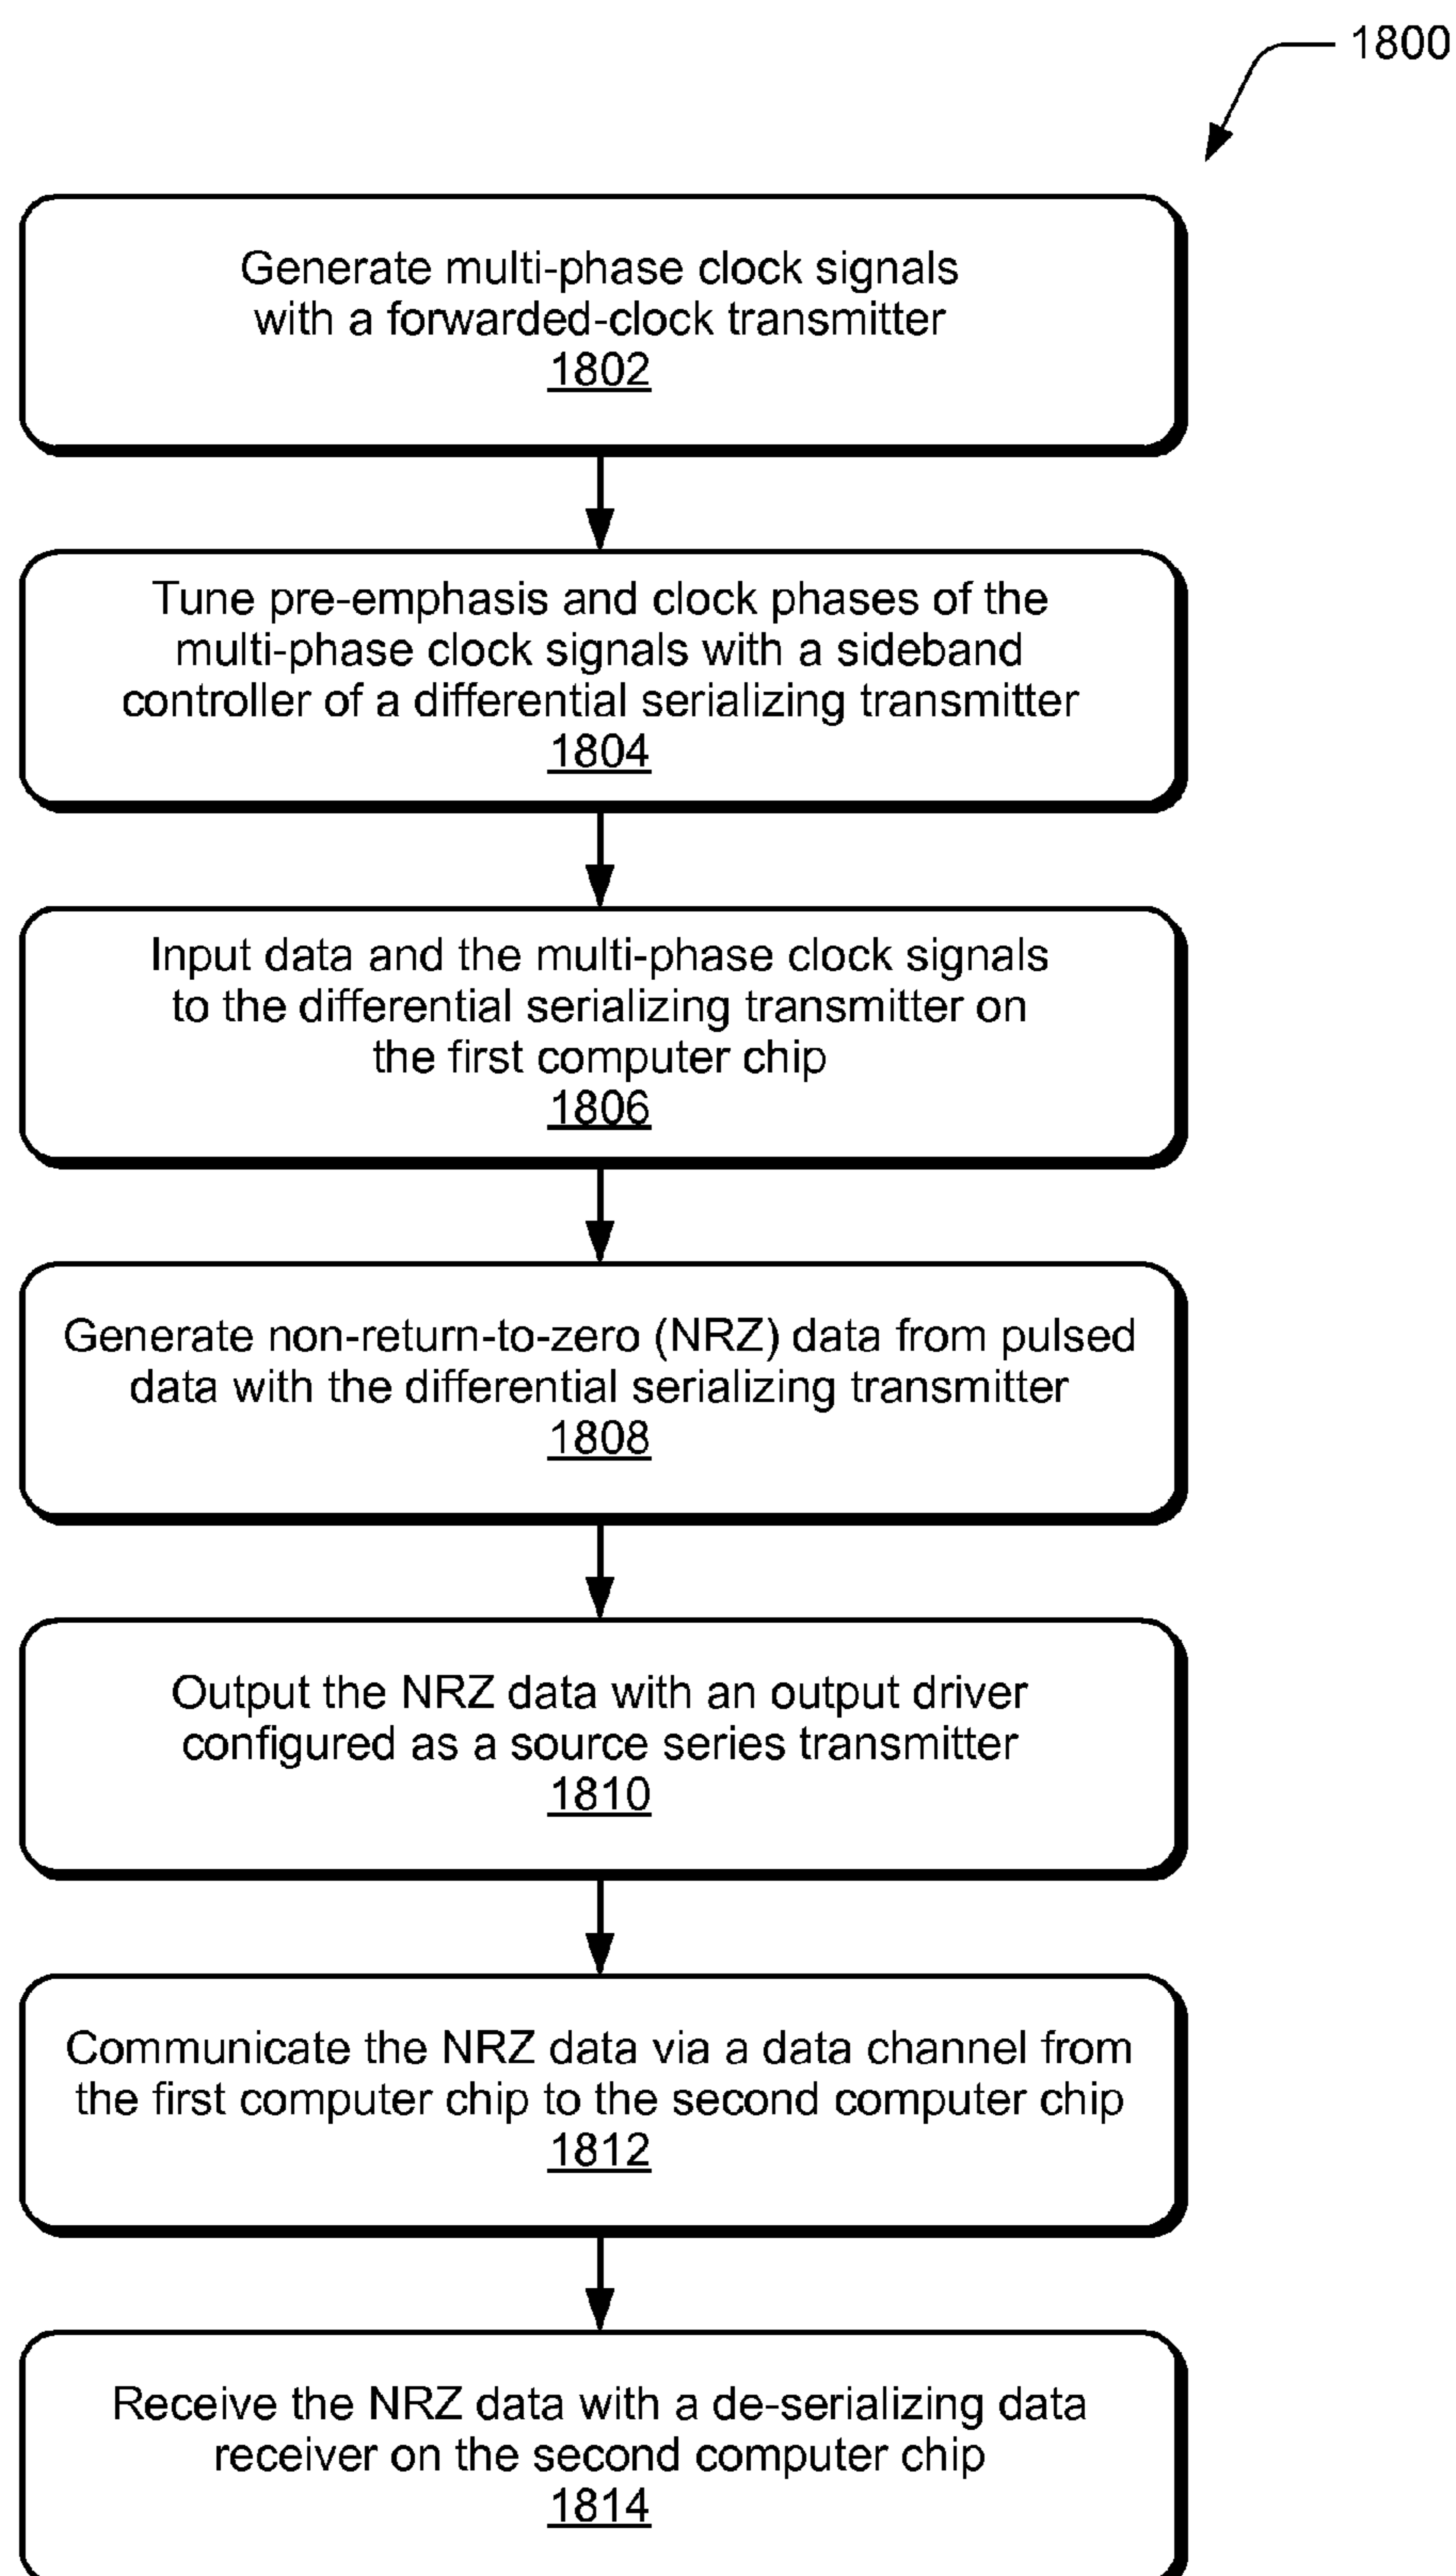 1800
Generate multi-phase clock signals
with a forwarded-clock transmitter
1802
Tune pre-emphasis and clock phases of the
multi-phase clock signals with a sideband
controller of a differential serializing transmitter
1804
Input data and the multi-phase clock signals
to the differential serializing transmitter on
the first computer chip
1806
Generate non-return-to-zero (NRZ) data from pulsed
data with the differential serializing transmitter
1808
Output the NRZ data with an output driver
configured as a source series transmitter
1810
Communicate the NRZ data via a data channel from
the first computer chip to the second computer chip
1812
Receive the NRZ data with a de-serializing data
receiver on the second computer chip
1814